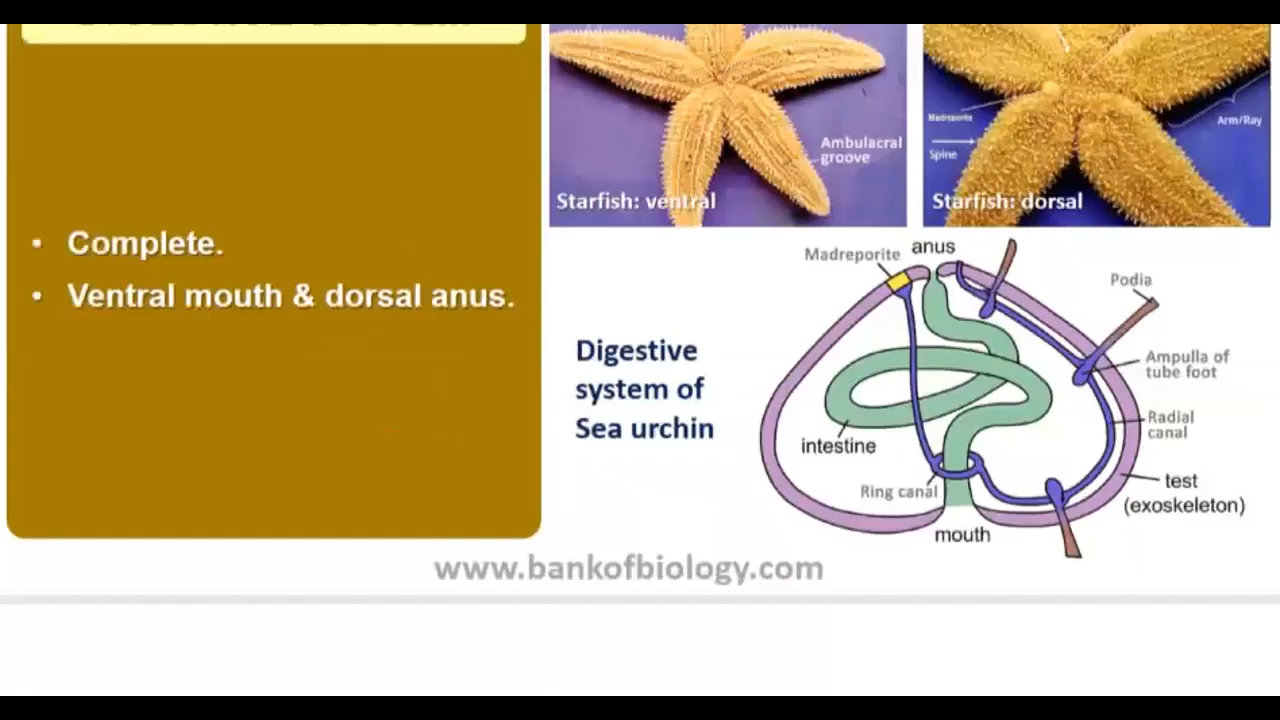 • Complete.
• Ventral mouth & dorsal anus.
Ambulacral
groove
Starfish: ventral
Madreporite
Spine
Arm/Ray
Starfish: dorsal
Digestive
system of
Sea urchin
Madreporite
anus
Podia
Ampulla of
tube foot
Radial
canal
intestine
Ring canal
test
(exoskeleton)
mouth
www.bankofbiology.com